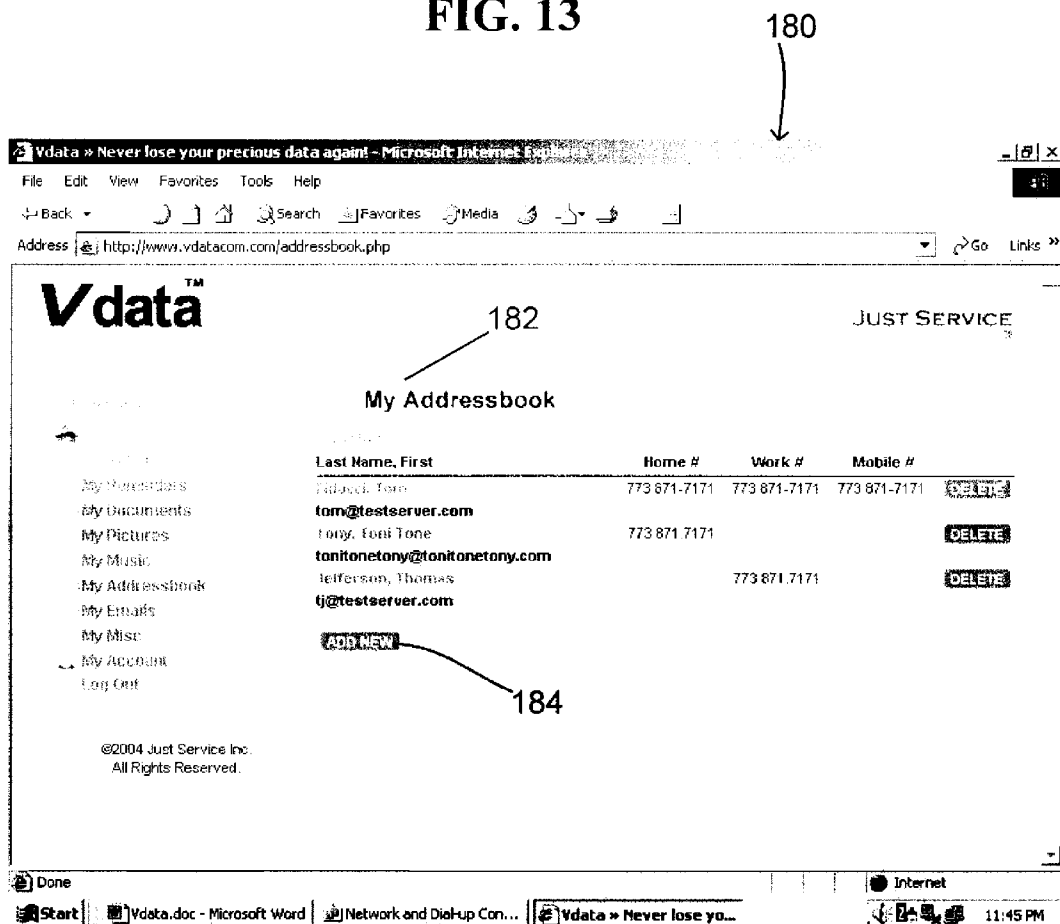 FIG. 13
180
Vdata » Never lose your precious data again! - Microsoft Internet Explorer
File Edit View Favorites Tools Help
Back Search Favorites Media
Address http://www.vdatacom.com/addressbook.php Go Links »
Vdata™
182
JUST SERVICE
My Addressbook
Last Name, First Home # Work # Mobile #
Tom 773 871-7171 773 871-7171 773 871-7171 DELETE
tom@testserver.com
Tony, Toni Tone 773 871 7171 DELETE
tonitonetony@tonitonetony.com
Jefferson, Thomas 773 871 7171 DELETE
tj@testserver.com
ADD NEW
184
My Reminders
My Documents
My Pictures
My Music
My Addressbook
My Emails
My Misc
My Account
Log Out
©2004 Just Service Inc.
All Rights Reserved.
Done Internet
Start Vdata.doc - Microsoft Word Network and Dial-up Con... Vdata » Never lose yo... 11:45 PM